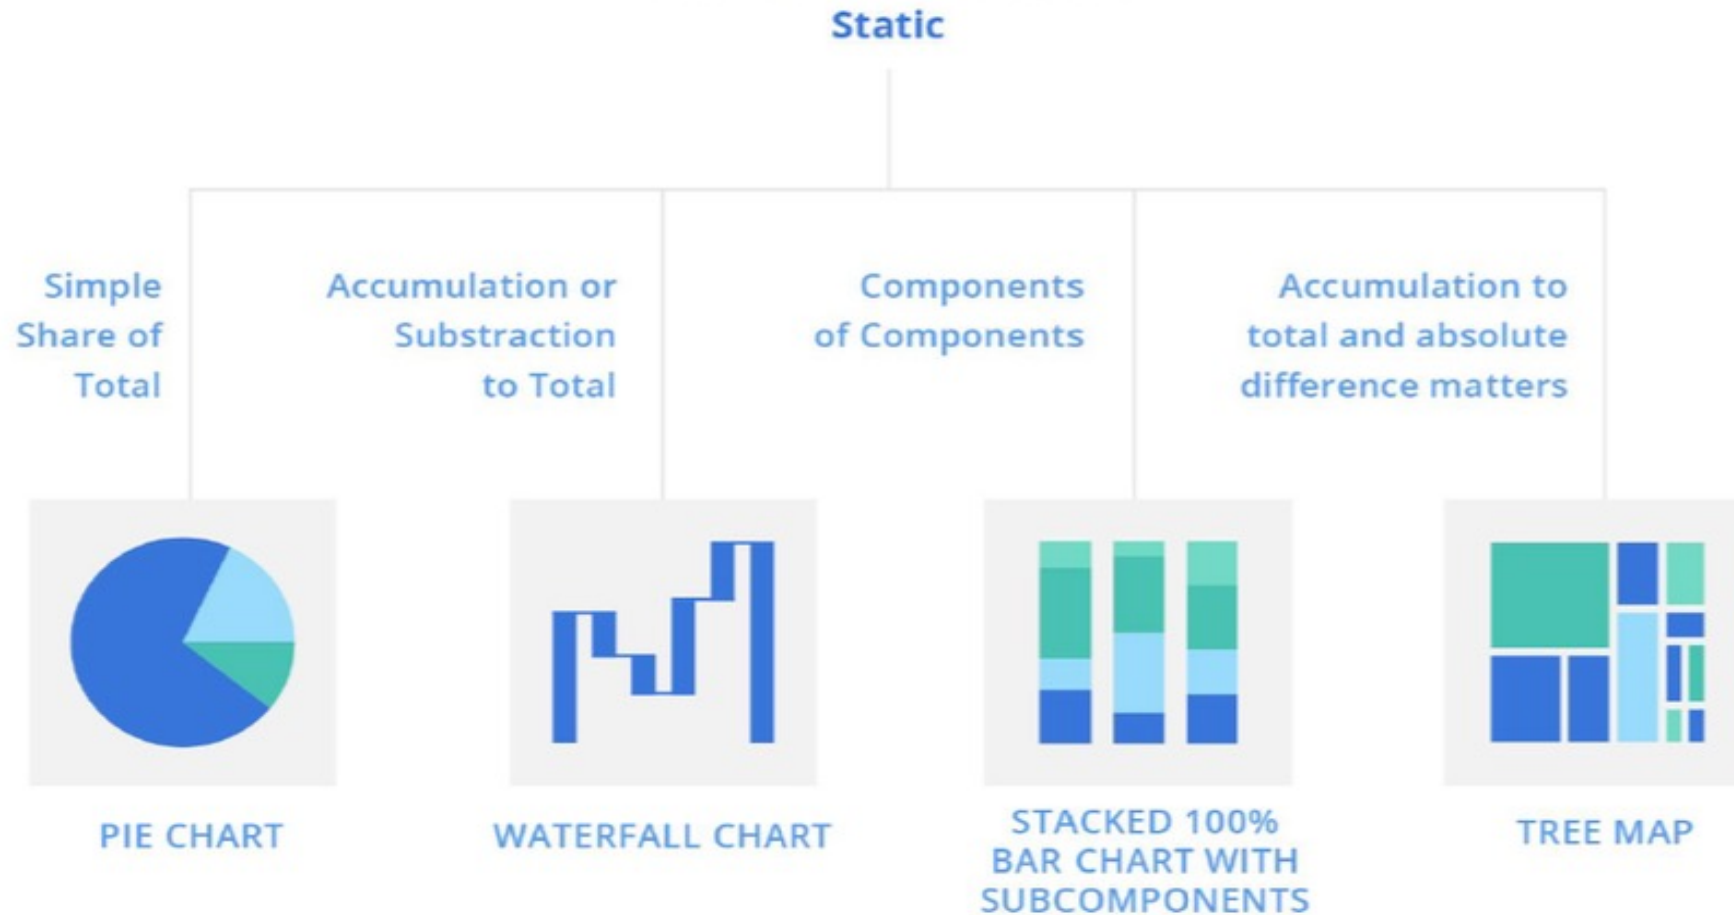 Static
Simple
Share of
Total
Accumulation or
Substraction
to Total
Components
of Components
Accumulation to
total and absolute
difference matters
PIE CHART
WATERFALL CHART
STACKED 100%
BAR CHART WITH
SUBCOMPONENTS
TREE MAP